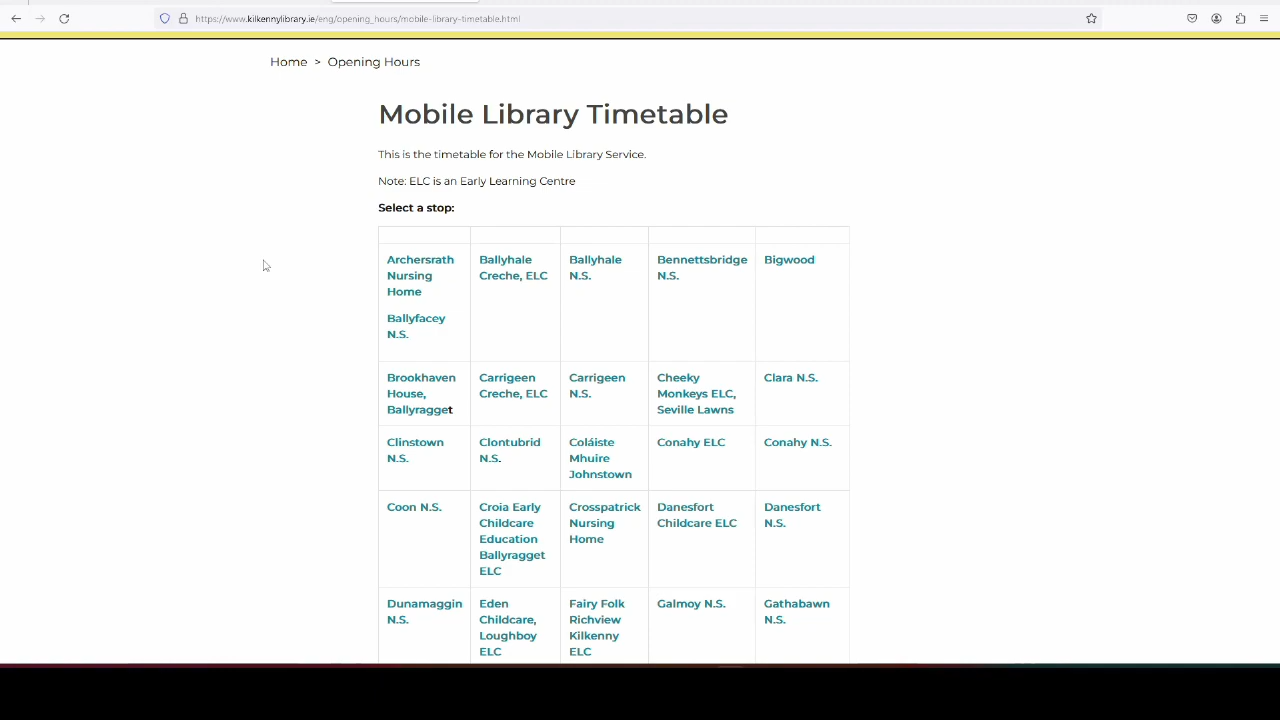 https://www.kilkennylibrary.ie/eng/opening_hours/mobile-library-timetable.html
Home > Opening Hours
Mobile Library Timetable
This is the timetable for the Mobile Library Service.
Note: ELC is an Early Learning Centre
Select a stop:
Archersrath
Nursing
Home
Ballyfacey
N.S.
Ballyhale
Creche, ELC
Ballyhale
N.S.
Bennettsbridge
N.S.
Bigwood
Brookhaven
House,
Ballyragget
Carrigeen
Creche, ELC
Carrigeen
N.S.
Cheeky
Monkeys ELC,
Seville Lawns
Clara N.S.
Clinstown
N.S.
Clontubrid
N.S.
Coláiste
Mhuire
Johnstown
Conahy ELC
Conahy N.S.
Coon N.S.
Croia Early
Childcare
Education
Ballyragget
ELC
Crosspatrick
Nursing
Home
Danesfort
Childcare ELC
Danesfort
N.S.
Dunamaggin
N.S.
Eden
Childcare,
Loughboy
ELC
Fairy Folk
Richview
Kilkenny
ELC
Galmoy N.S.
Gathabawn
N.S.